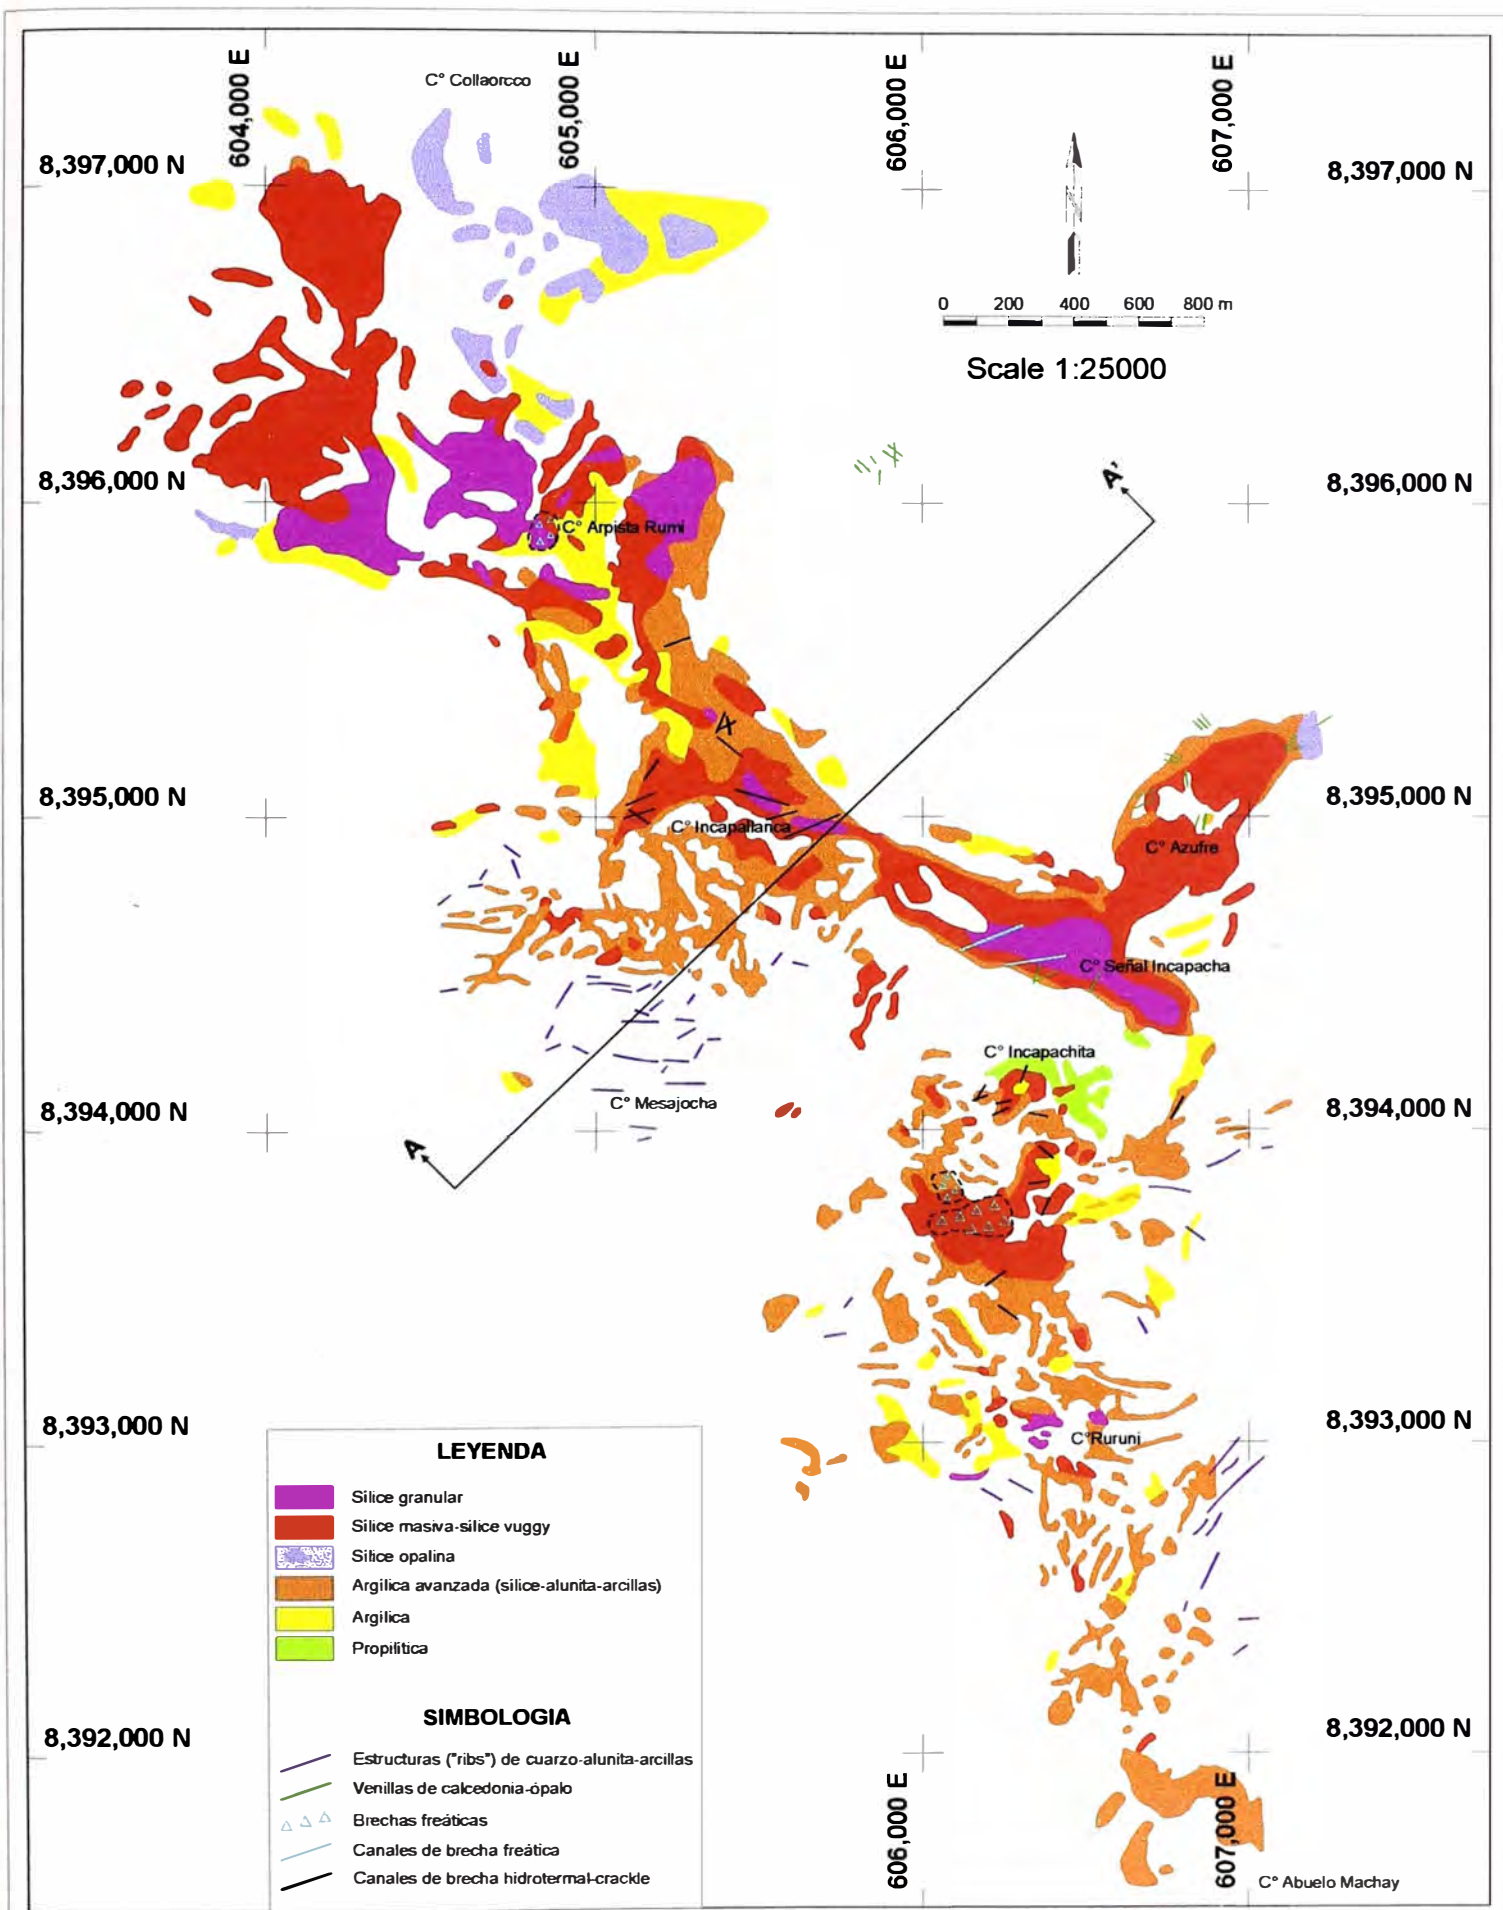 604,000 E
605,000 E
606,000 E
607,000 E
C° Collaorcco
8,397,000 N
8,397,000 N
0 200 400 600 800 m
Scale 1:25000
8,396,000 N
8,396,000 N
A'
C° Arpista Rumi
8,395,000 N
8,395,000 N
C° Incapallanca
C° Azufre
C° Señal Incapacha
C° Incapachita
C° Mesajocha
8,394,000 N
8,394,000 N
A
8,393,000 N
8,393,000 N
C°Ruruni
LEYENDA
Silice granular
Silice masiva-silice vuggy
Silice opalina
Argilica avanzada (silice-alunita-arcillas)
Argilica
Propilitica
SIMBOLOGIA
8,392,000 N
8,392,000 N
Estructuras ("ribs") de cuarzo-alunita-arcillas
Venillas de calcedonia-ópalo
Brechas freáticas
Canales de brecha freática
Canales de brecha hidrotermal-crackle
606,000 E
607,000 E
C° Abuelo Machay